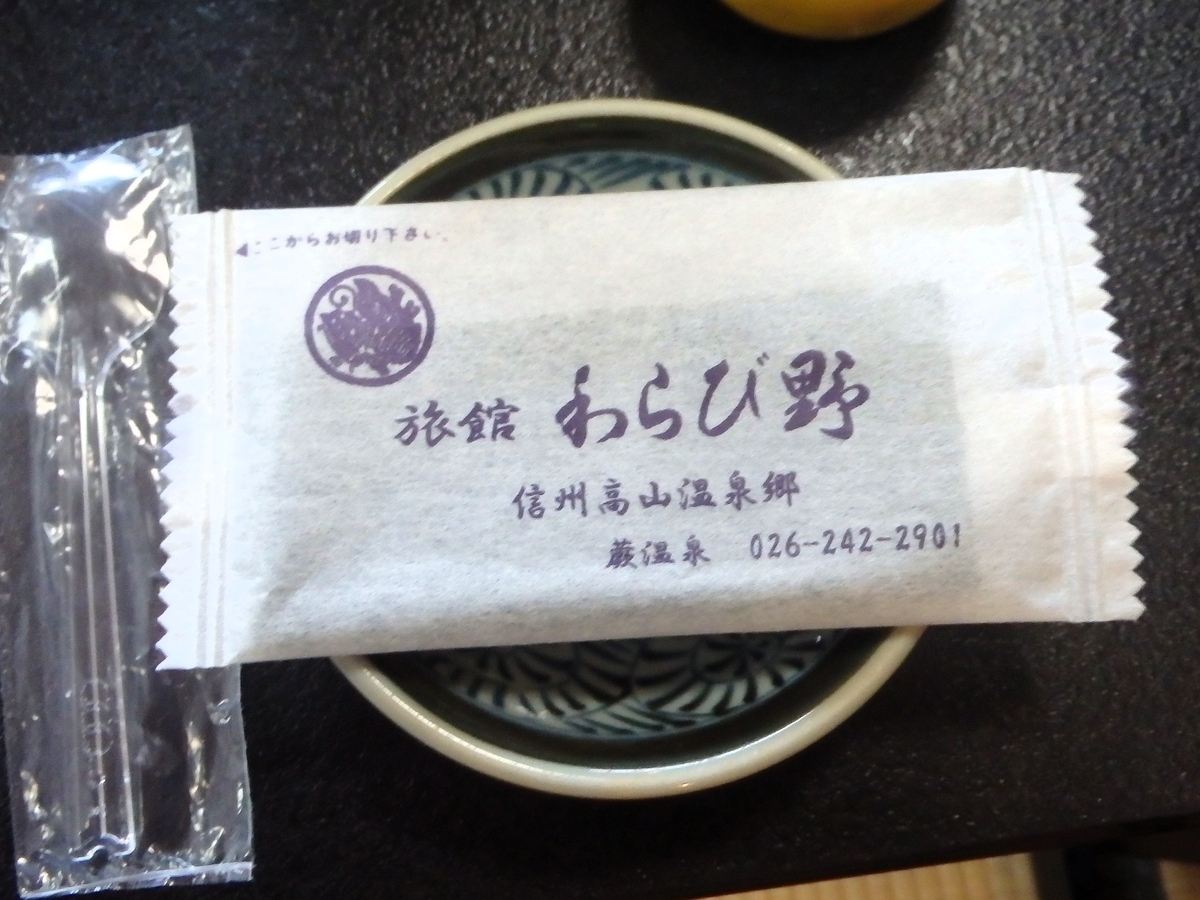 ◀ここからお切り下さい。
旅館 わらび野
信州高山温泉郷
蕨温泉 026-242-2901